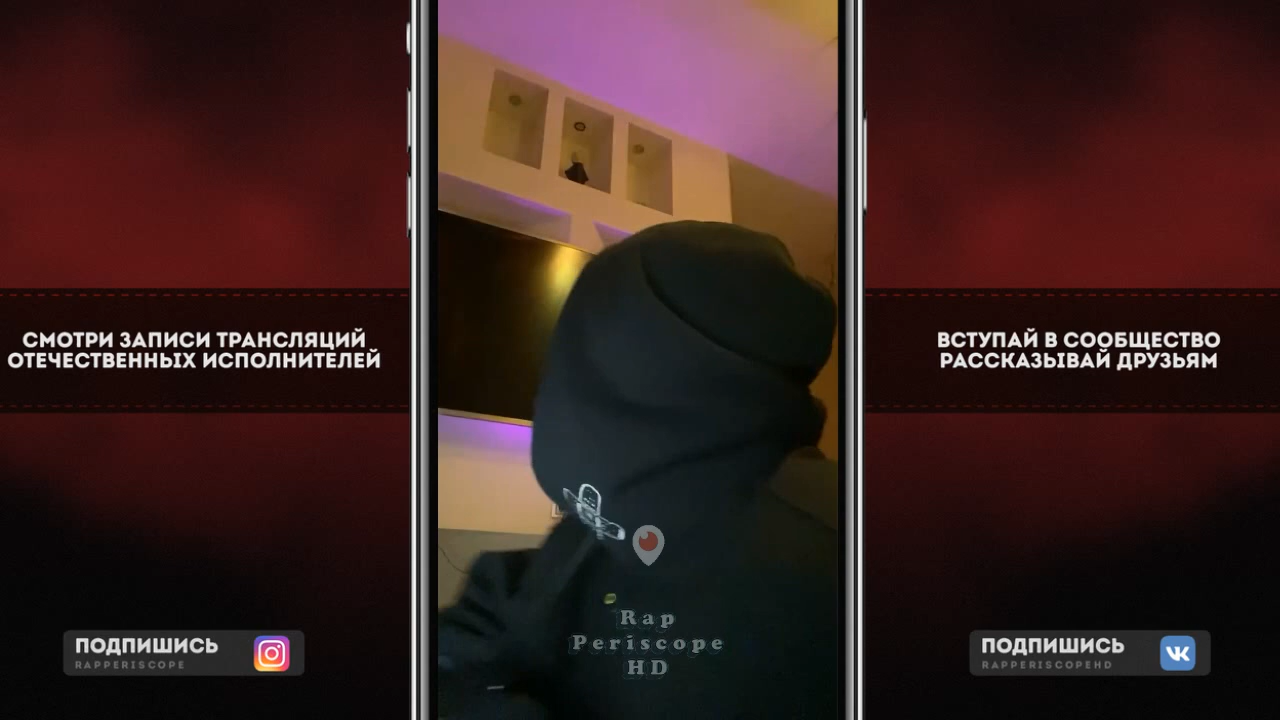 СМОТРИ ЗАПИСИ ТРАНСЛЯЦИЙ
ОТЕЧЕСТВЕННЫХ ИСПОЛНИТЕЛЕЙ
ВСТУПАЙ В СООБЩЕСТВО
РАССКАЗЫВАЙ ДРУЗЬЯМ
Rap
Periscope
HD
ПОДПИШИСЬ
RAPPERISCOPE
ПОДПИШИСЬ
RAPPERISCOPEHD